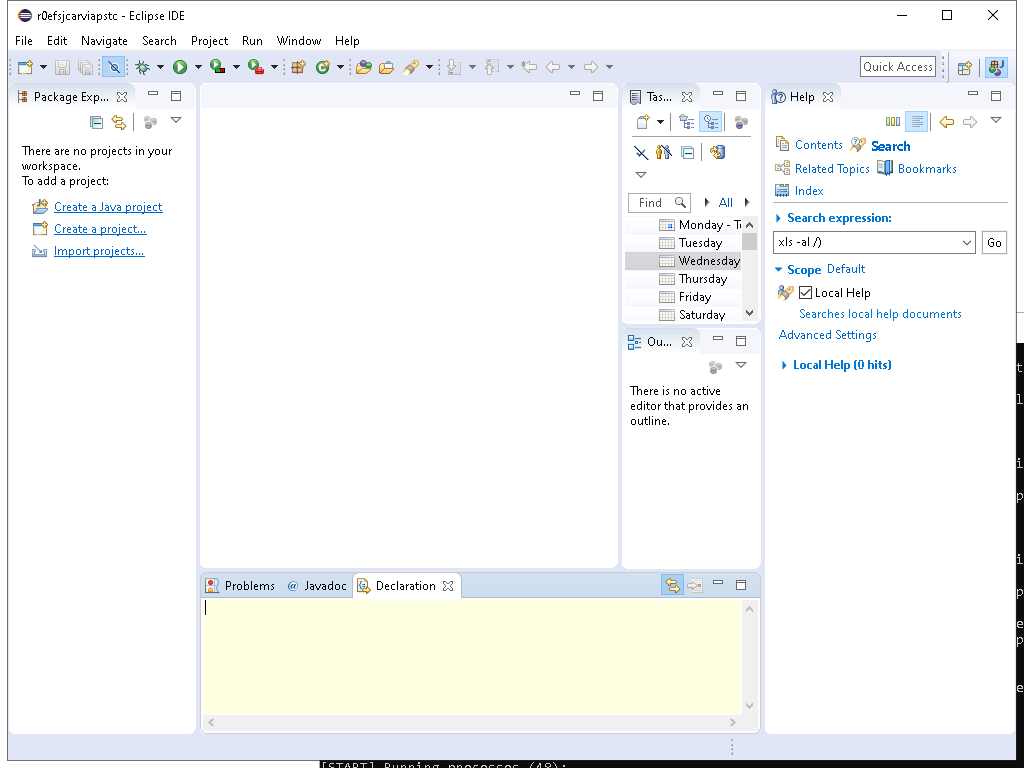 r0efsjcarviapstc - Eclipse IDE
File Edit Navigate Search Project Run Window Help
Quick Access
Package Exp...
There are no projects in your
workspace.
To add a project:
Create a Java project
Create a project...
Import projects...
Tas...
Find
All
Monday - T
Tuesday
Wednesday
Thursday
Friday
Saturday
Ou...
There is no active
editor that provides an
outline.
Help
Contents Search
Related Topics Bookmarks
Index
Search expression:
xls -al /)
Go
Scope Default
Local Help
Searches local help documents
Advanced Settings
Local Help (0 hits)
Problems @ Javadoc Declaration
[START] Running processes (48):